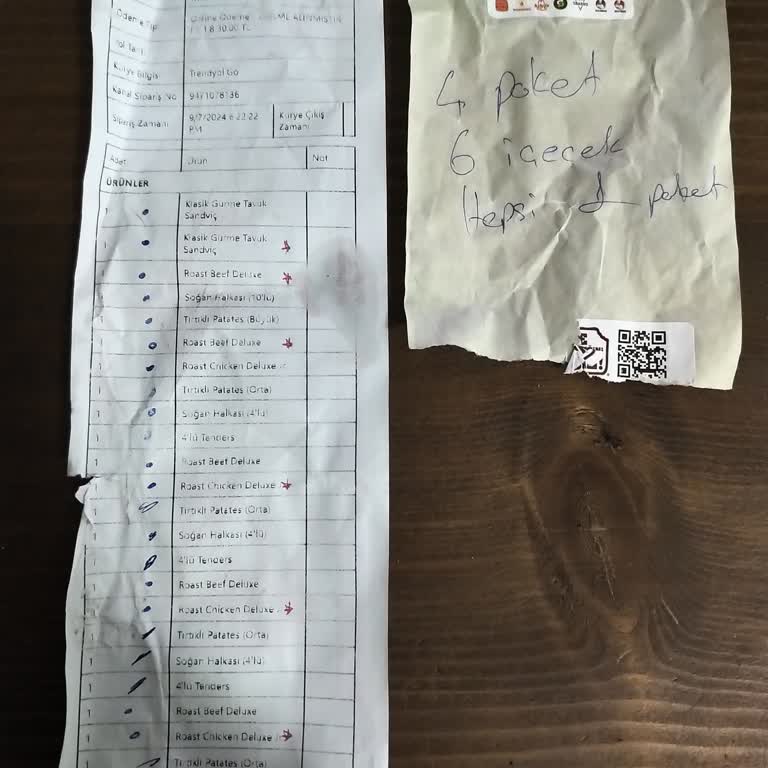 Ödeme Tip
Online Ödeme
Yol Tarifi
Kurye Bilgisi Trendyol Go
Kanal Sipariş No 9471078136
Sipariş Zamanı 9/7/2024 6:22:22 PM Kurye Çıkış Zamanı
Adet Ürün Not
ÜRÜNLER
1 Klasik Gurme Tavuk Sandviç
1 Klasik Gurme Tavuk Sandviç
1 Roast Beef Deluxe
1 Soğan Halkası (10'lu)
1 Tırtıklı Patates (Büyük)
1 Roast Beef Deluxe
1 Roast Chicken Deluxe
1 Tırtıklı Patates (Orta)
1 Soğan Halkası (4'lü)
1 4'lü Tenders
1 Roast Beef Deluxe
1 Roast Chicken Deluxe
1 Tırtıklı Patates (Orta)
1 Soğan Halkası (4'lü)
1 4'lü Tenders
1 Roast Beef Deluxe
1 Roast Chicken Deluxe
1 Tırtıklı Patates (Orta)
1 Soğan Halkası (4'lü)
1 4'lü Tenders
1 Roast Beef Deluxe
1 Roast Chicken Deluxe
1 Tırtıklı Patates (Orta)
4 paket
6 içecek
Hepsi 1 paket